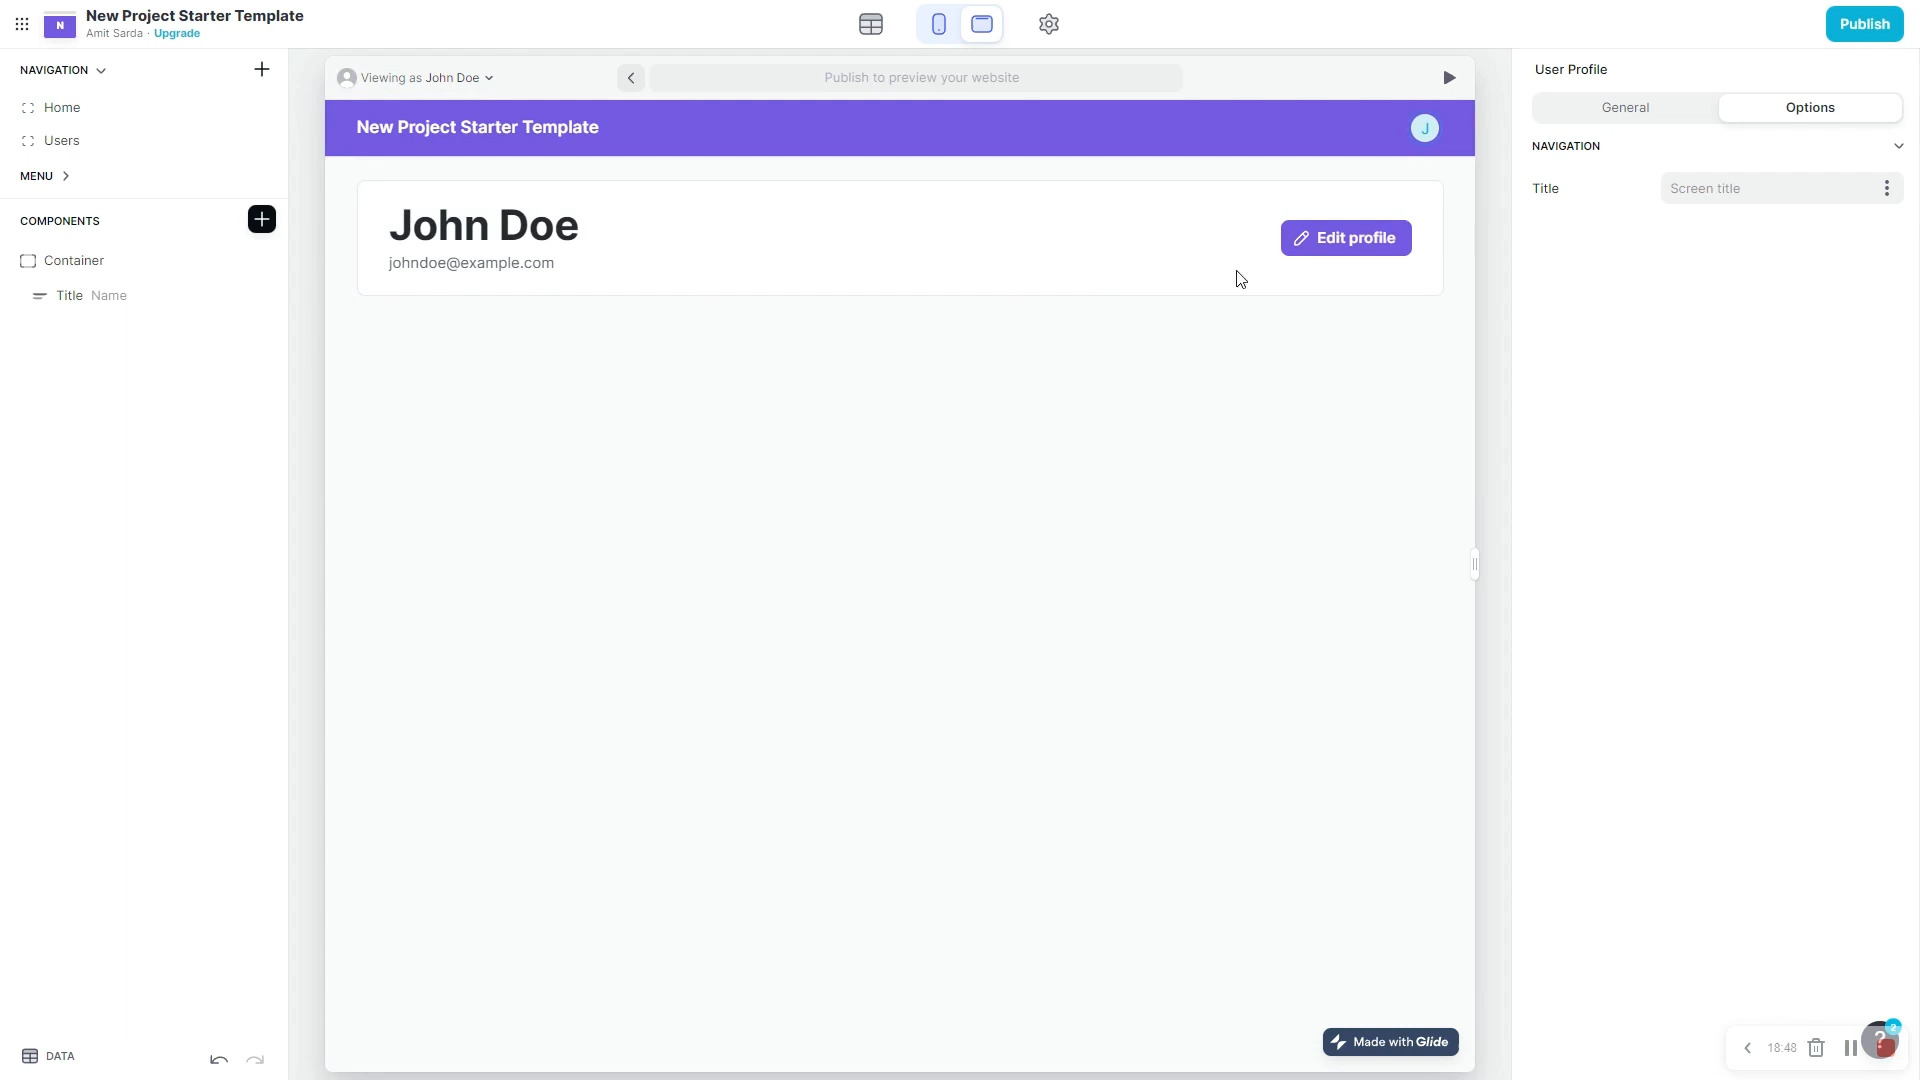 N
New Project Starter Template
Amit Sarda · Upgrade
Publish
NAVIGATION
Home
Users
MENU
COMPONENTS
Container
Title Name
DATA
Viewing as John Doe
Publish to preview your website
New Project Starter Template
J
John Doe
johndoe@example.com
Edit profile
Made with Glide
User Profile
General
Options
NAVIGATION
Title
Screen title
18:48
?
2